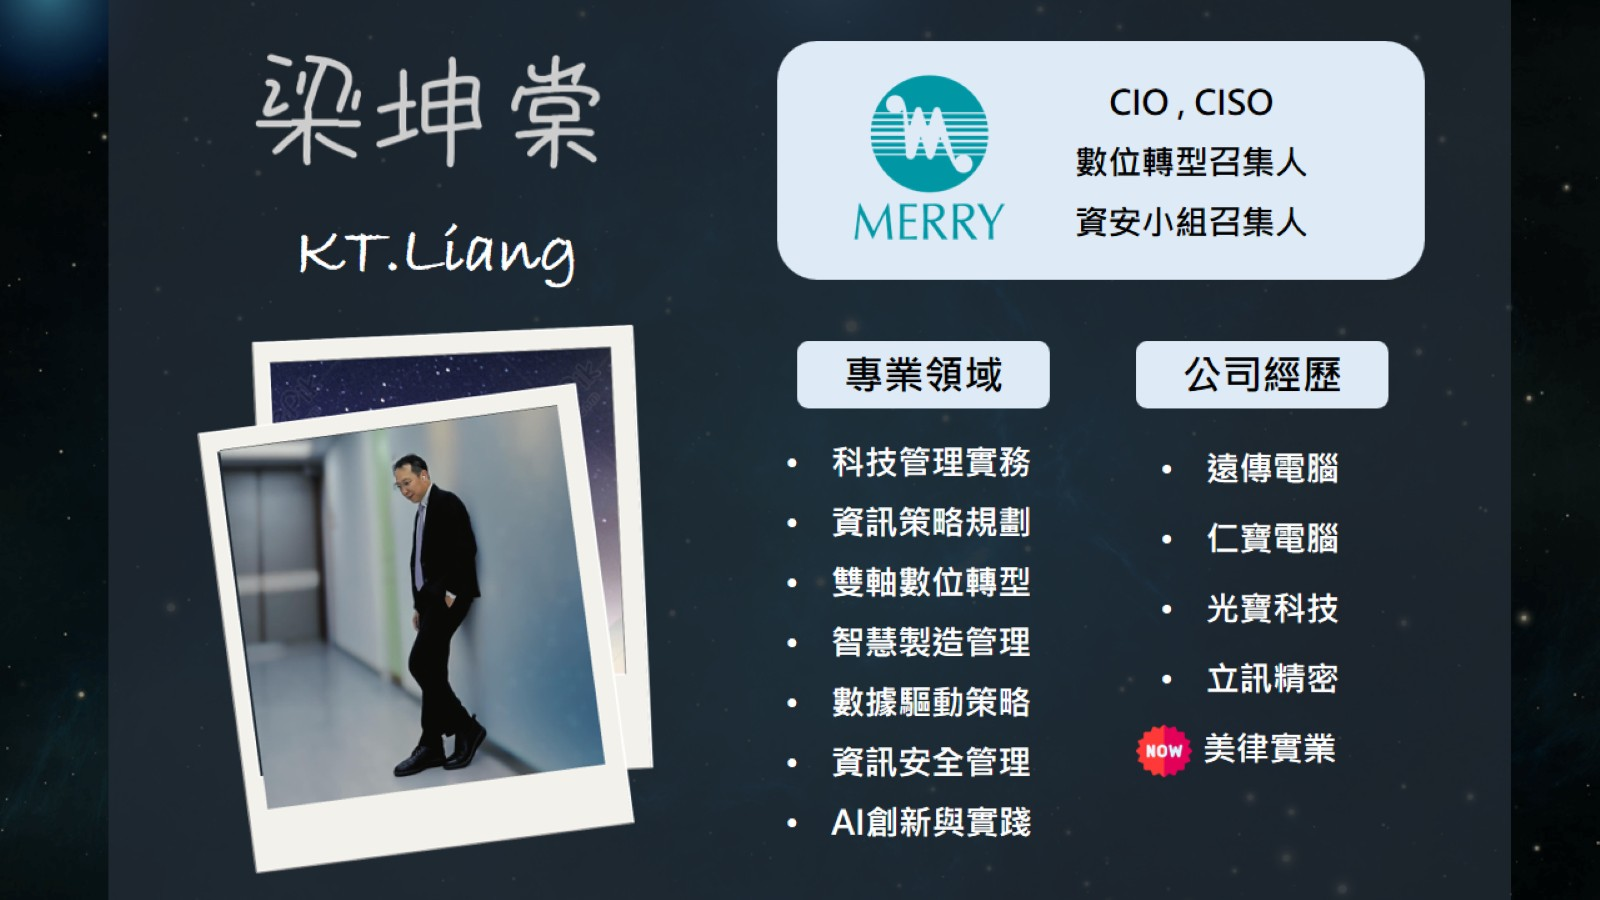 梁坤棠
KT.Liang
MERRY
CIO , CISO
數位轉型召集人
資安小組召集人
專業領域
• 科技管理實務
• 資訊策略規劃
• 雙軸數位轉型
• 智慧製造管理
• 數據驅動策略
• 資訊安全管理
• AI創新與實踐
公司經歷
• 遠傳電腦
• 仁寶電腦
• 光寶科技
• 立訊精密
NOW 美律實業